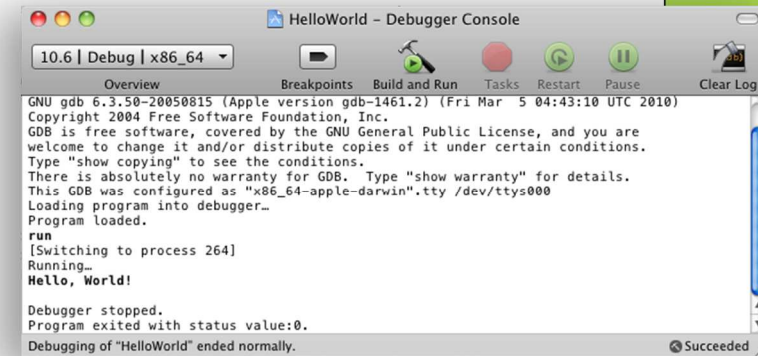 HelloWorld – Debugger Console
10.6 | Debug | x86_64
Overview
Breakpoints
Build and Run
Tasks
Restart
Pause
Clear Log
GNU gdb 6.3.50-20050815 (Apple version gdb-1461.2) (Fri Mar  5 04:43:10 UTC 2010)
Copyright 2004 Free Software Foundation, Inc.
GDB is free software, covered by the GNU General Public License, and you are
welcome to change it and/or distribute copies of it under certain conditions.
Type "show copying" to see the conditions.
There is absolutely no warranty for GDB.  Type "show warranty" for details.
This GDB was configured as "x86_64-apple-darwin".tty /dev/ttys000
Loading program into debugger…
Program loaded.
run
[Switching to process 264]
Running…
Hello, World!
Debugger stopped.
Program exited with status value:0.
Debugging of “HelloWorld” ended normally.
Succeeded